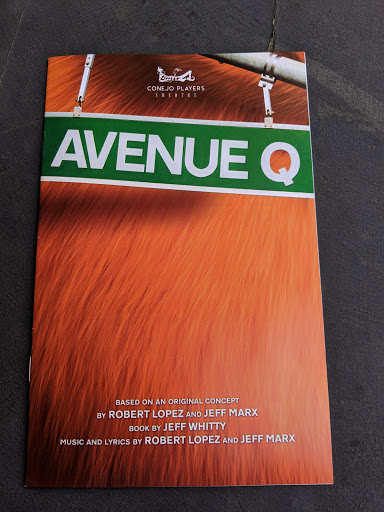 CONEJO PLAYERS
THEATRE
AVENUE Q
BASED ON AN ORIGINAL CONCEPT
BY ROBERT LOPEZ AND JEFF MARX
BOOK BY JEFF WHITTY
MUSIC AND LYRICS BY ROBERT LOPEZ AND JEFF MARX